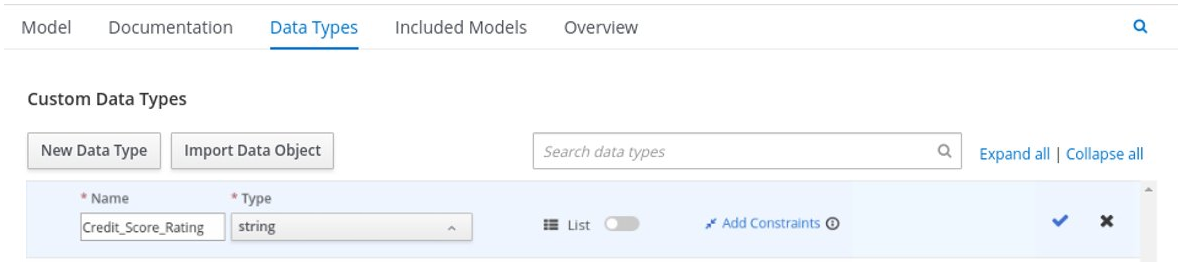 Model Documentation Data Types Included Models Overview
Custom Data Types
New Data Type Import Data Object Search data types Expand all | Collapse all
* Name * Type
Credit_Score_Rating string List Add Constraints